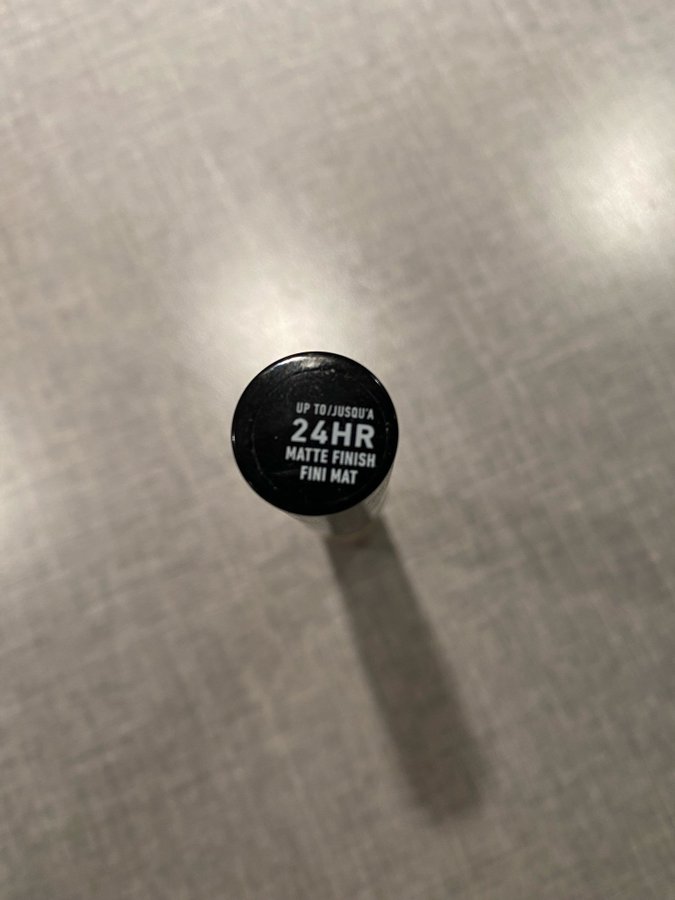 UP TO/JUSQU'A
24HR
MATTE FINISH
FINI MAT